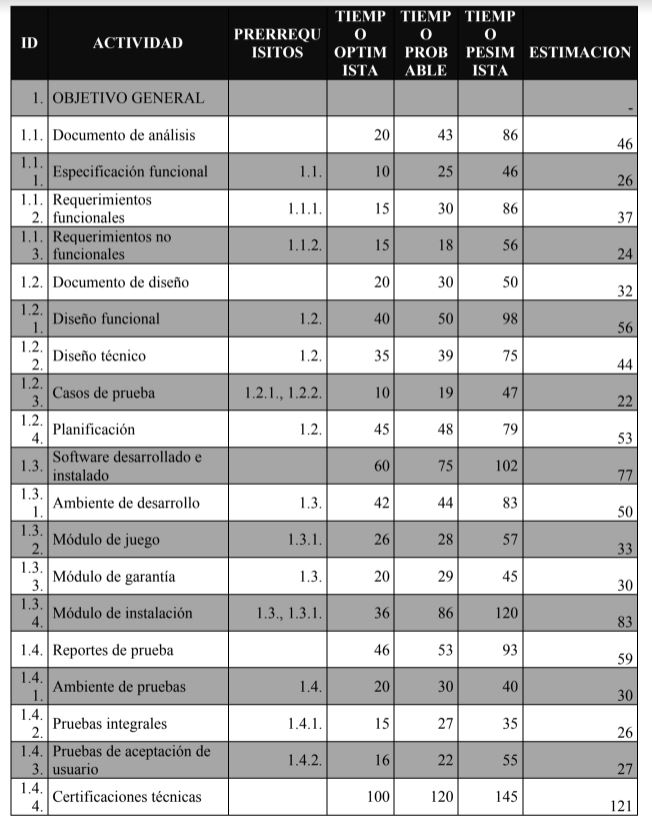 ID ACTIVIDAD PRERREQU ISITOS TIEMP O OPTIM ISTA TIEMP O PROB ABLE TIEMP O PESIM ISTA ESTIMACION
1. OBJETIVO GENERAL -
1.1. Documento de análisis 20 43 86 46
1.1. 1. Especificación funcional 1.1. 10 25 46 26
1.1. 2. Requerimientos funcionales 1.1.1. 15 30 86 37
1.1. 3. Requerimientos no funcionales 1.1.2. 15 18 56 24
1.2. Documento de diseño 20 30 50 32
1.2. 1. Diseño funcional 1.2. 40 50 98 56
1.2. 2. Diseño técnico 1.2. 35 39 75 44
1.2. 3. Casos de prueba 1.2.1., 1.2.2. 10 19 47 22
1.2. 4. Planificación 1.2. 45 48 79 53
1.3. Software desarrollado e instalado 60 75 102 77
1.3. 1. Ambiente de desarrollo 1.3. 42 44 83 50
1.3. 2. Módulo de juego 1.3.1. 26 28 57 33
1.3. 3. Módulo de garantía 1.3. 20 29 45 30
1.3. 4. Módulo de instalación 1.3., 1.3.1. 36 86 120 83
1.4. Reportes de prueba 46 53 93 59
1.4. 1. Ambiente de pruebas 1.4. 20 30 40 30
1.4. 2. Pruebas integrales 1.4.1. 15 27 35 26
1.4. 3. Pruebas de aceptación de usuario 1.4.2. 16 22 55 27
1.4. 4. Certificaciones técnicas 100 120 145 121